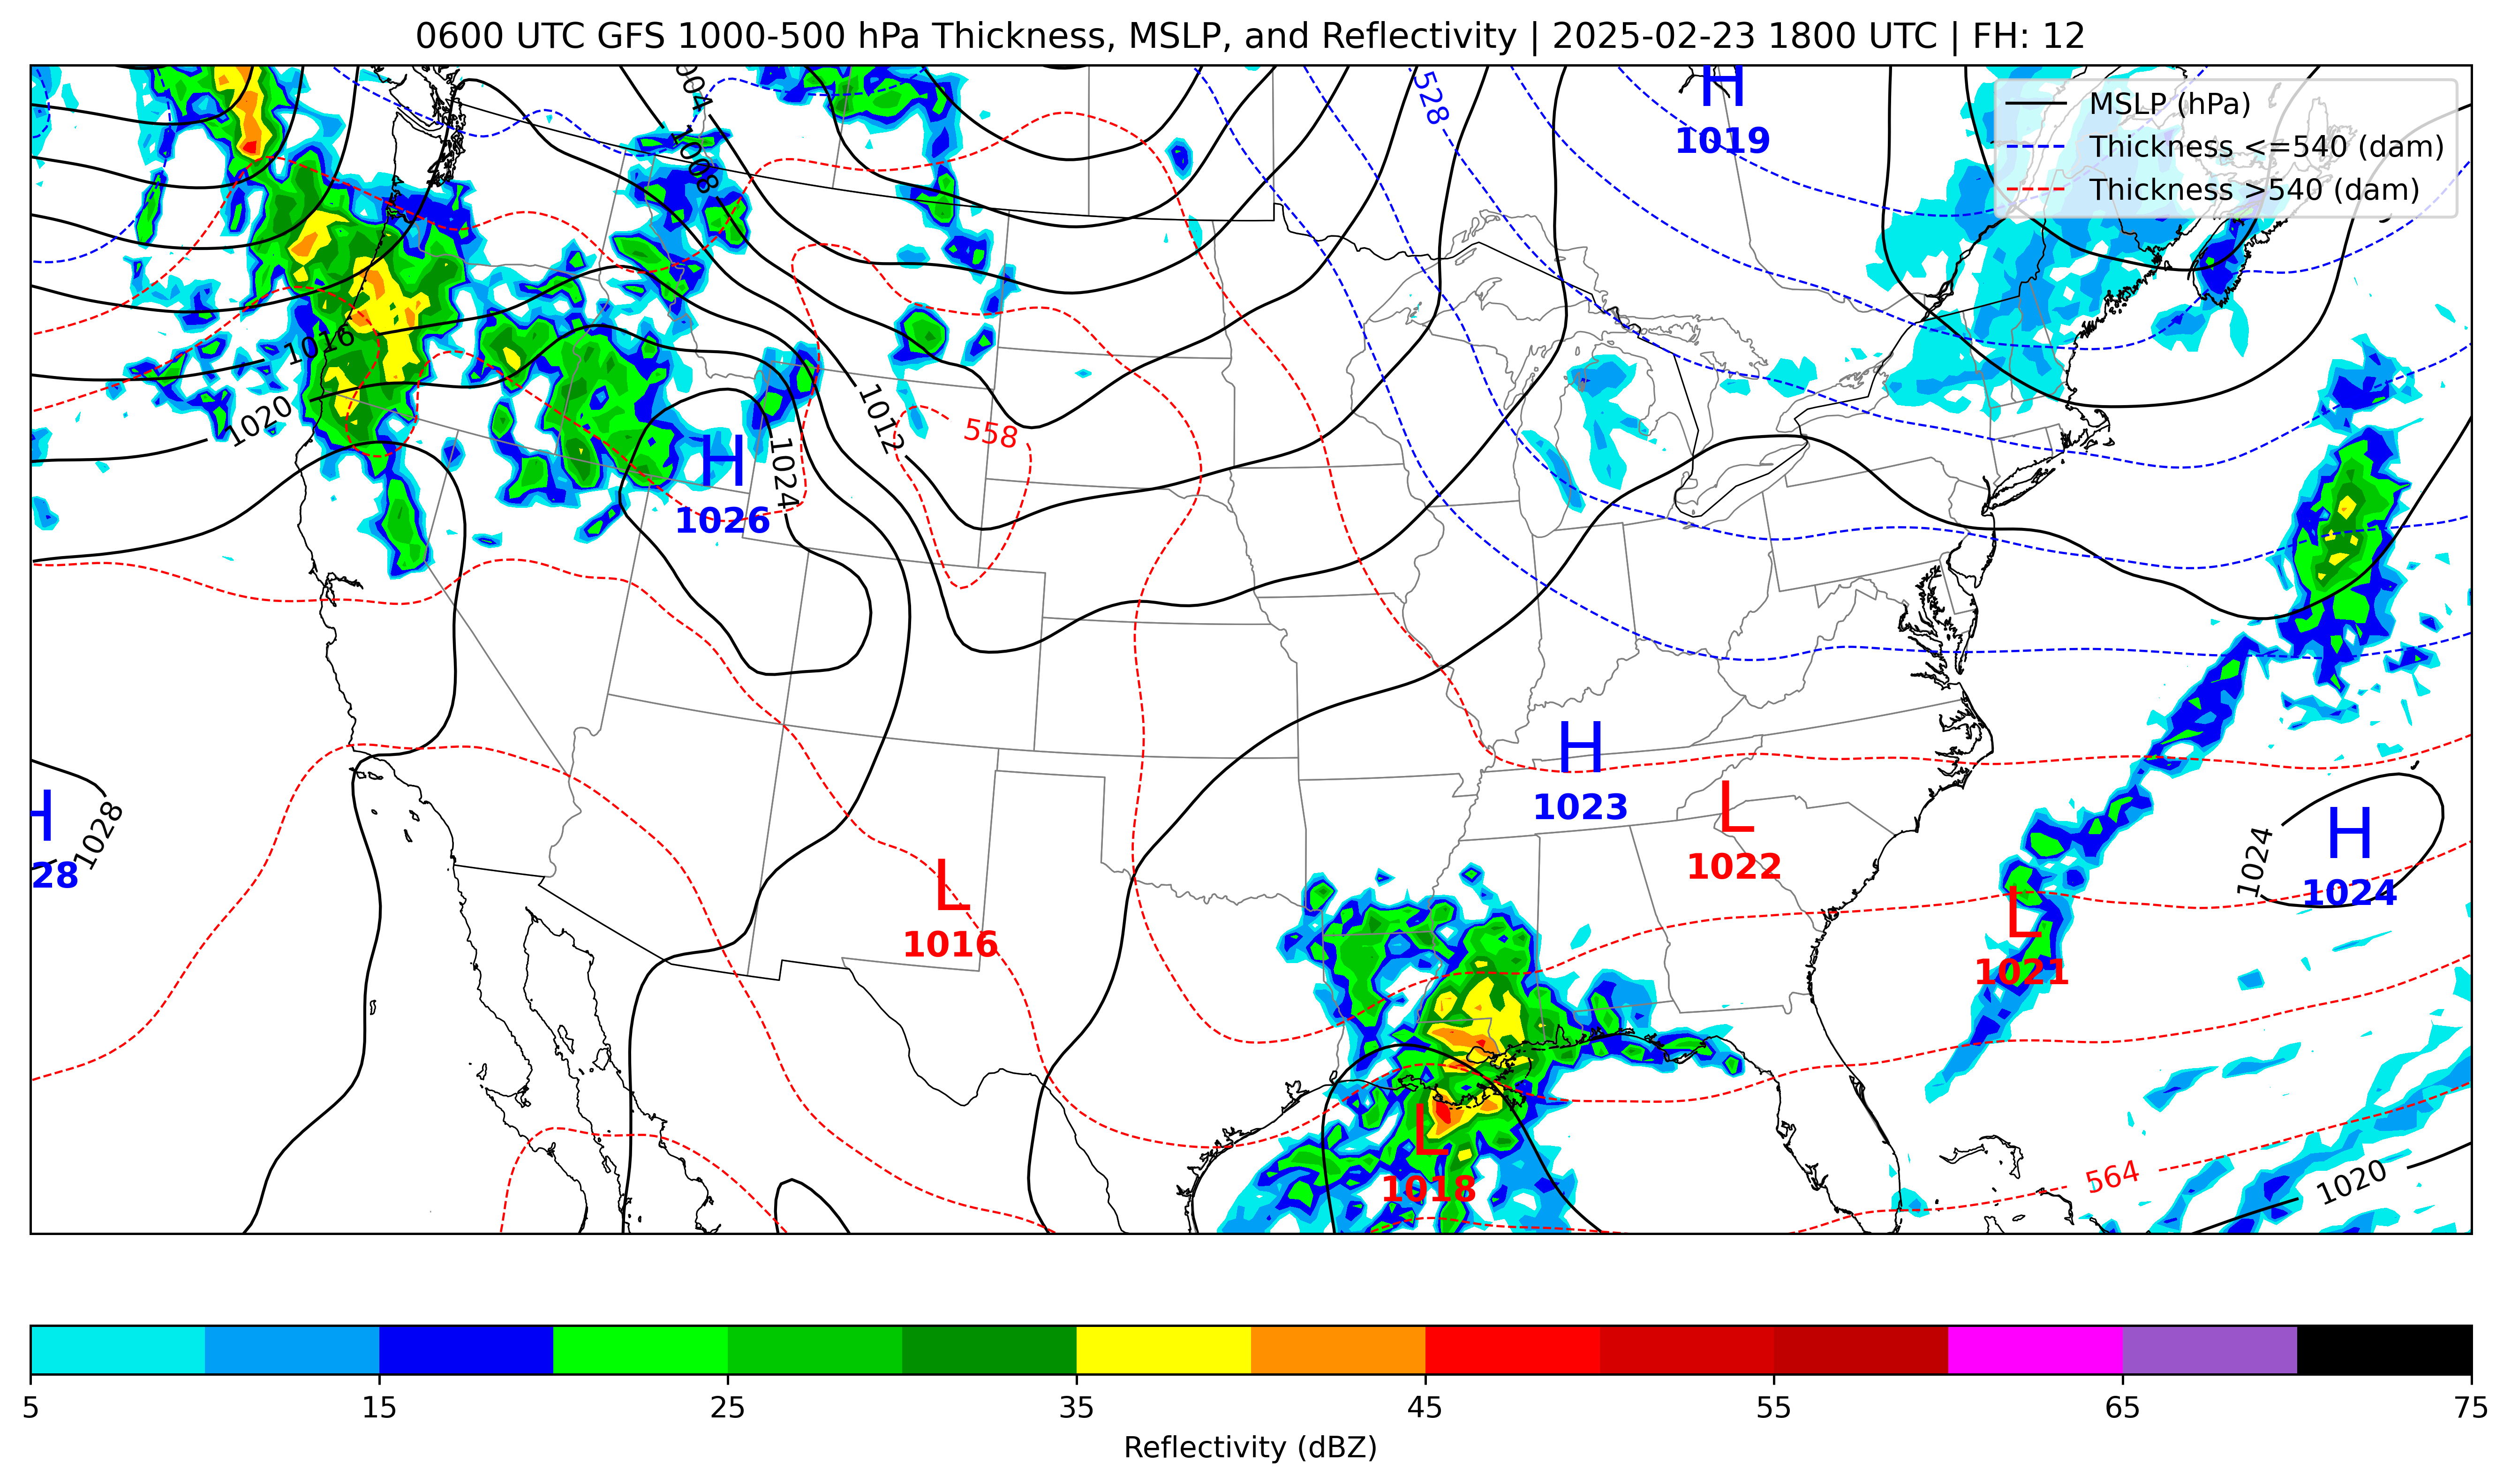 0600 UTC GFS 1000-500 hPa Thickness, MSLP, and Reflectivity | 2025-02-23 1800 UTC | FH: 12
MSLP (hPa)
Thickness <=540 (dam)
Thickness >540 (dam)
004
528
H
1019
1008
1016
1020
1012
558
H
1026
1024
H
1023
L
1022
H
28
1028
L
1016
L
1021
1024
H
1024
L
1018
564
1020
5
15
25
35
45
55
65
75
Reflectivity (dBZ)